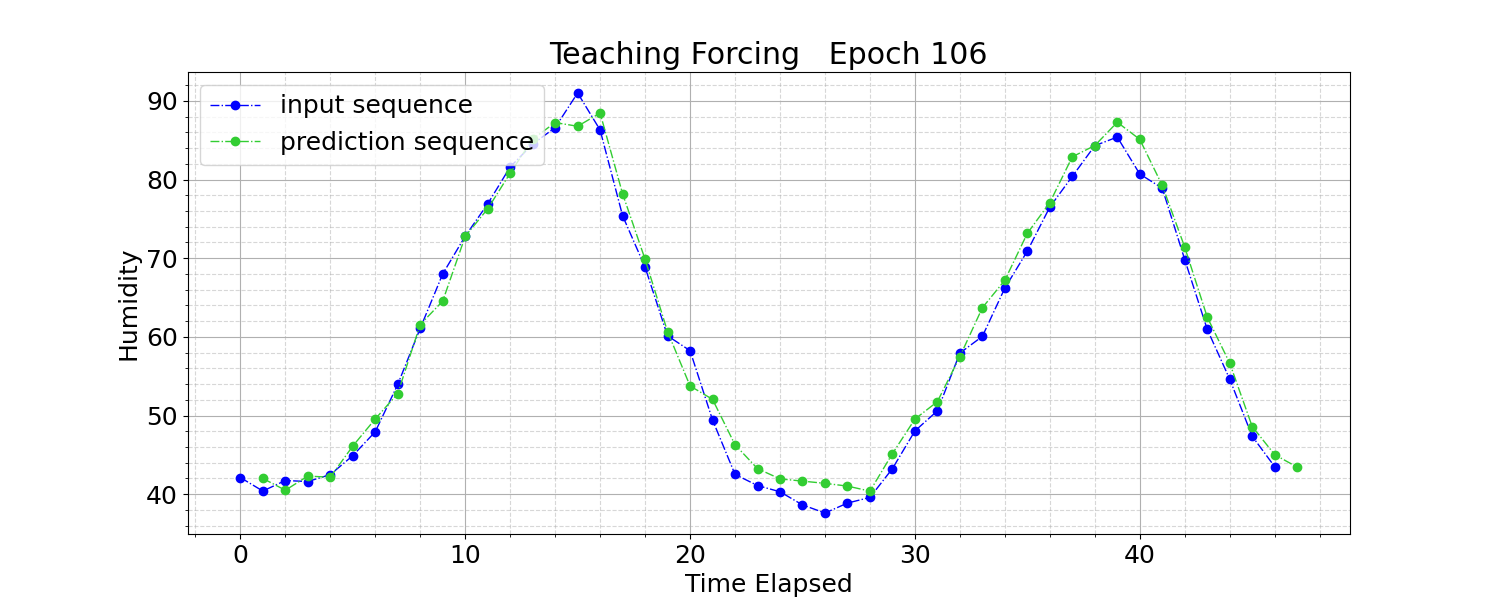 Teaching Forcing   Epoch 106
input sequence
prediction sequence
90
80
70
60
50
40
Humidity
0 10 20 30 40
Time Elapsed